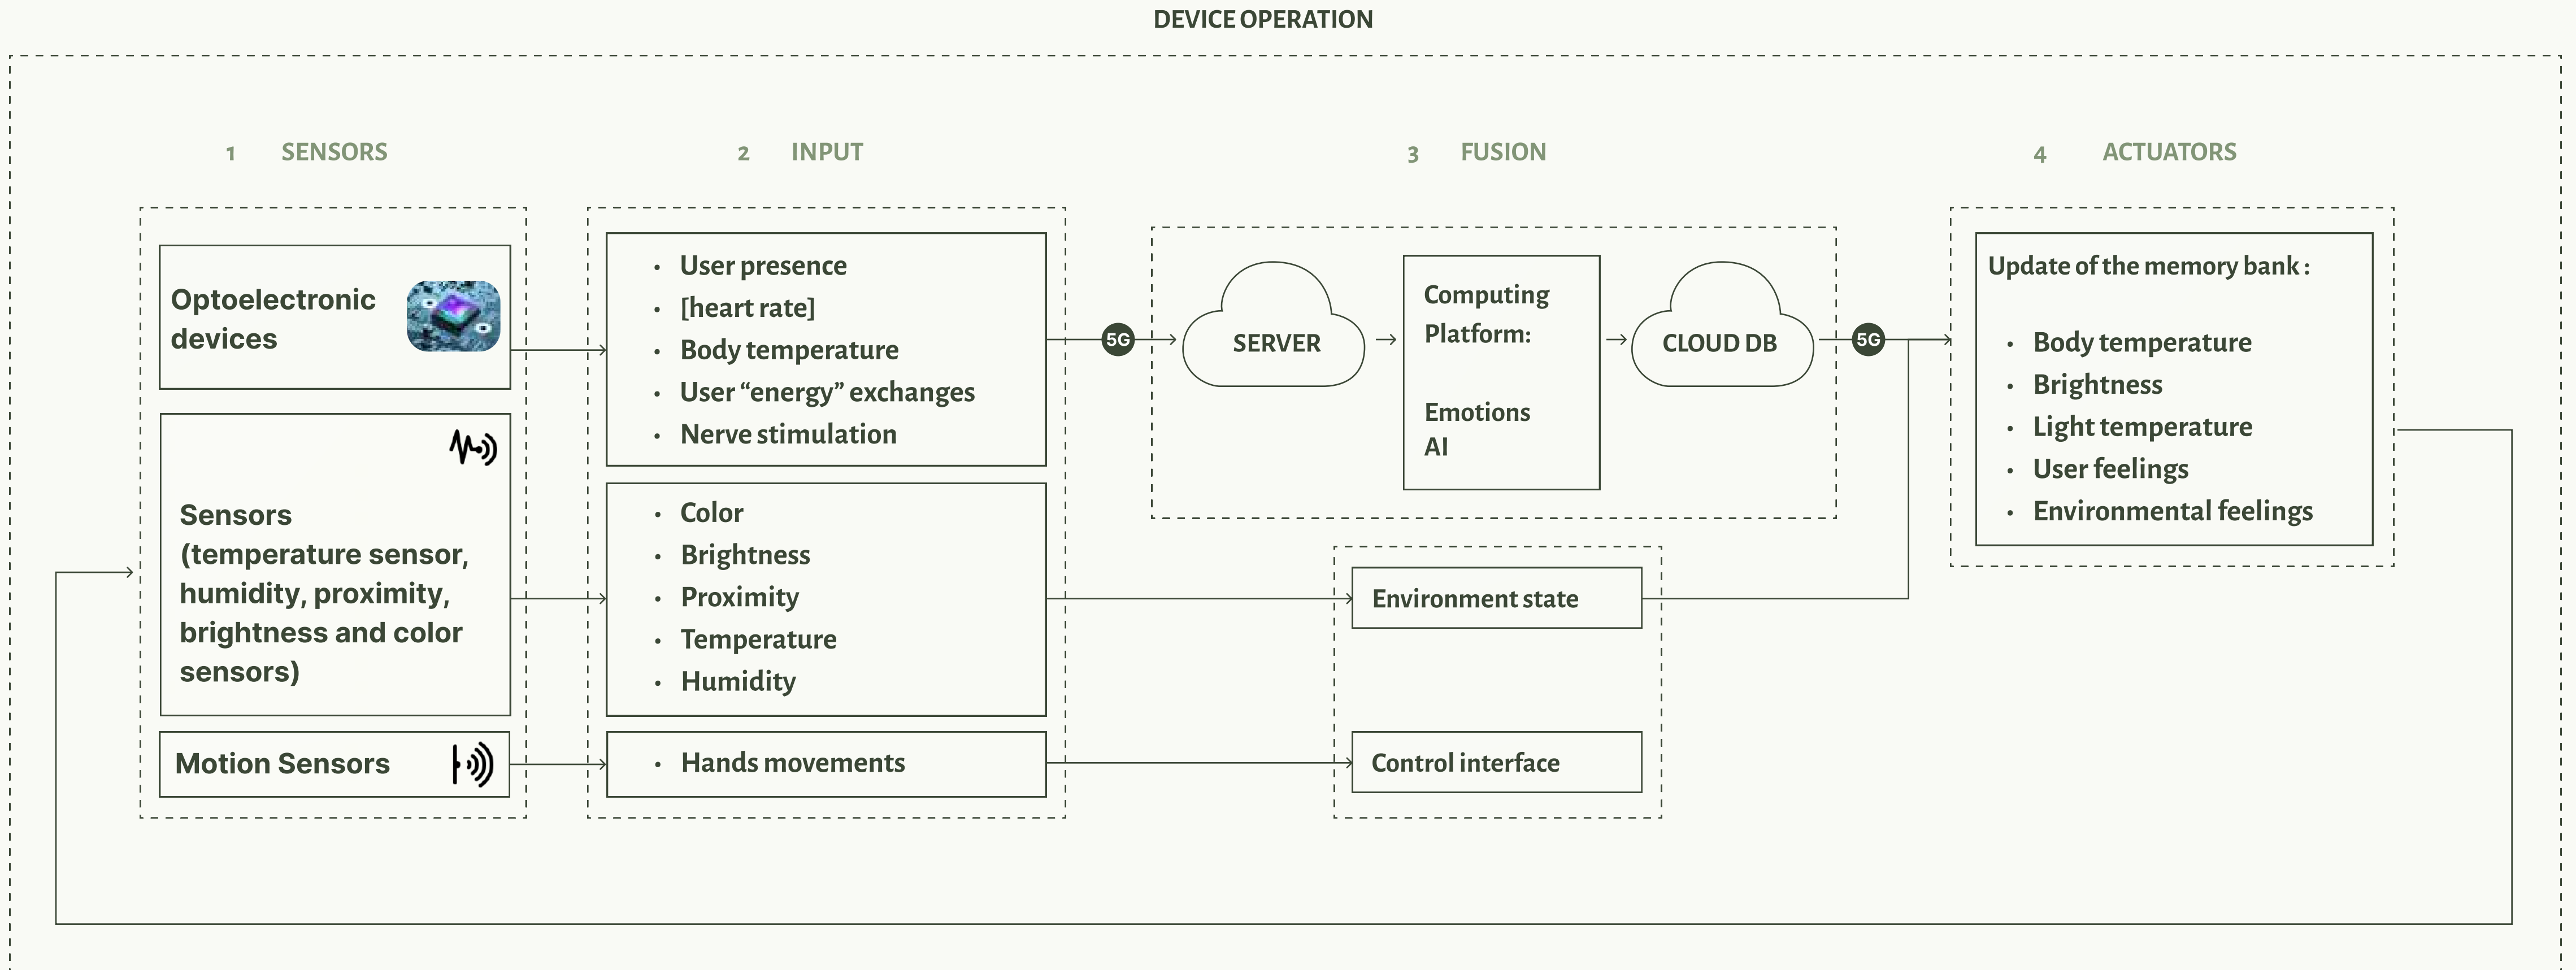 DEVICE OPERATION
1 SENSORS
2 INPUT
3 FUSION
4 ACTUATORS
Optoelectronic
devices
Sensors
(temperature sensor,
humidity, proximity,
brightness and color
sensors)
Motion Sensors
• User presence
• [heart rate]
• Body temperature
• User “energy” exchanges
• Nerve stimulation
• Color
• Brightness
• Proximity
• Temperature
• Humidity
• Hands movements
5G
SERVER
Computing
Platform:
Emotions
AI
CLOUD DB
5G
Environment state
Control interface
Update of the memory bank :
• Body temperature
• Brightness
• Light temperature
• User feelings
• Environmental feelings